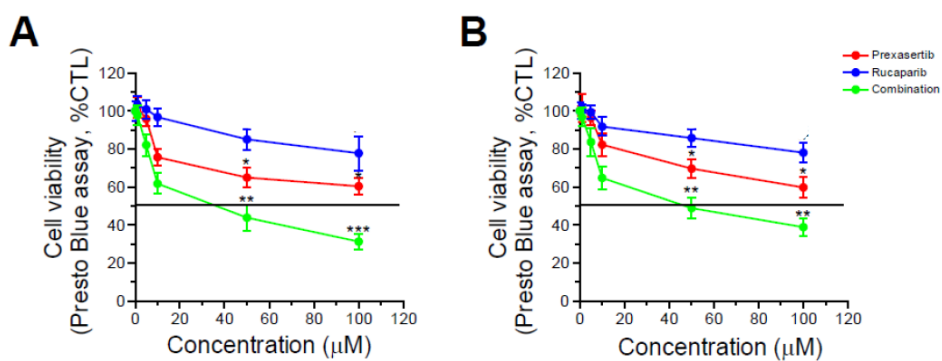 A
Cell viability
(Presto Blue assay, %CTL)
120
100
80
60
40
20
0
*
**
*
***
0 20 40 60 80 100 120
Concentration (μM)
B
Cell viability
(Presto Blue assay, %CTL)
120
100
80
60
40
20
0
*
**
*
**
0 20 40 60 80 100 120
Concentration (μM)
Prexasertib
Rucaparib
Combination